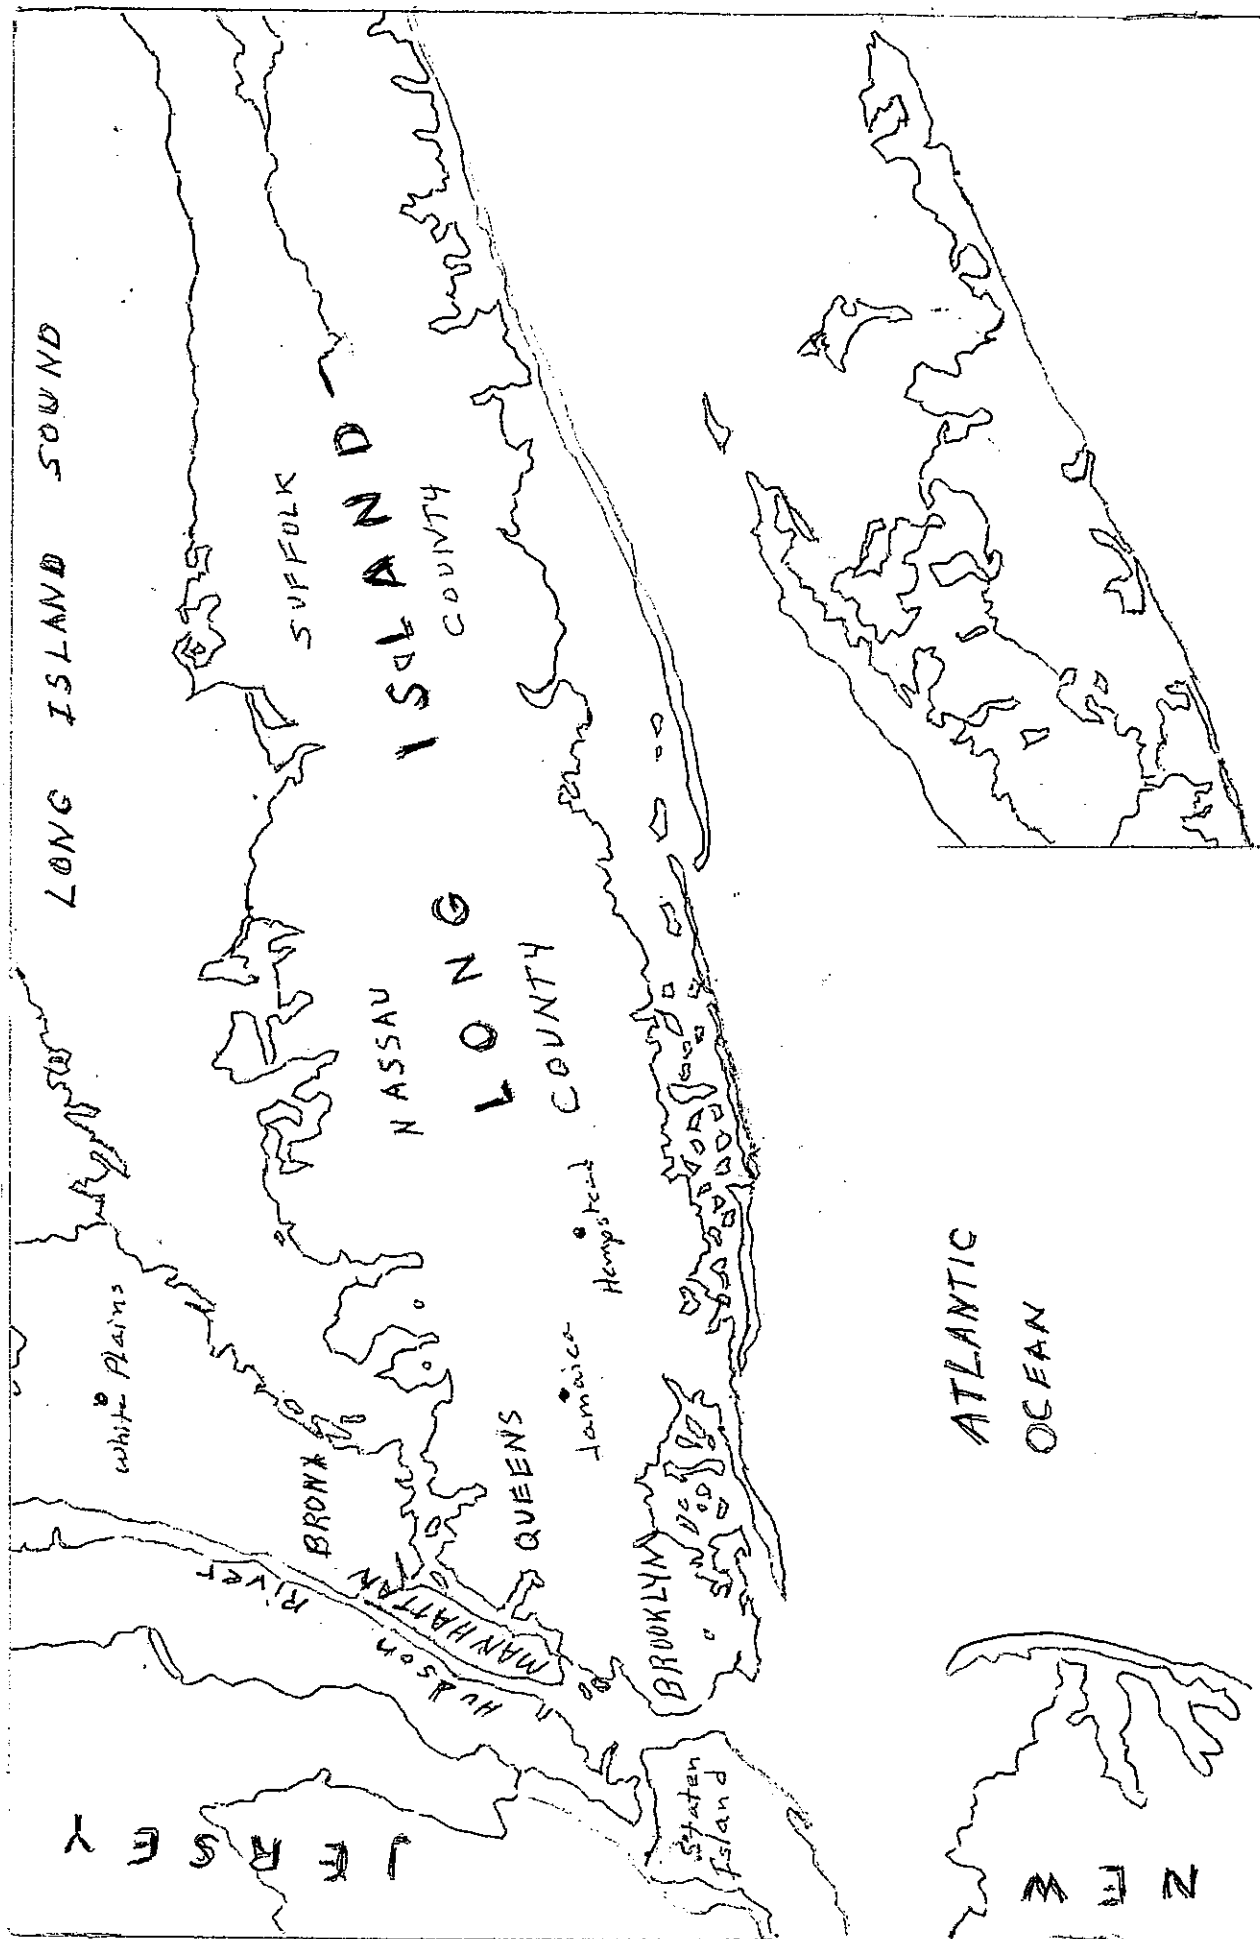 LONG ISLAND SOUND
White Plains
SUFFOLK
COUNTY
LONG ISLAND
NASSAU
COUNTY
BRONX
MANHATTAN
Hudson River
QUEENS
Jamaica
Hempstead
BROOKLYN
Staten
Island
NEW JERSEY
ATLANTIC
OCEAN